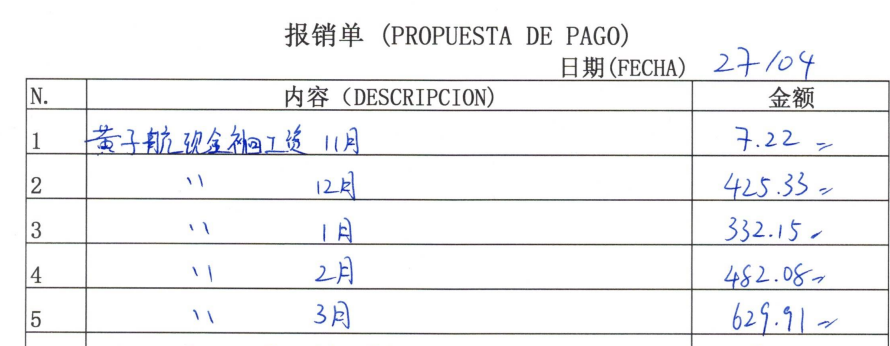 报销单 (PROPUESTA DE PAGO)
日期(FECHA) 27/04
N. 内容 (DESCRIPCION) 金额
1 黄子航现金补回工资 11月 7.22
2 〃 12月 425.33
3 〃 1月 332.15
4 〃 2月 482.08
5 〃 3月 629.91